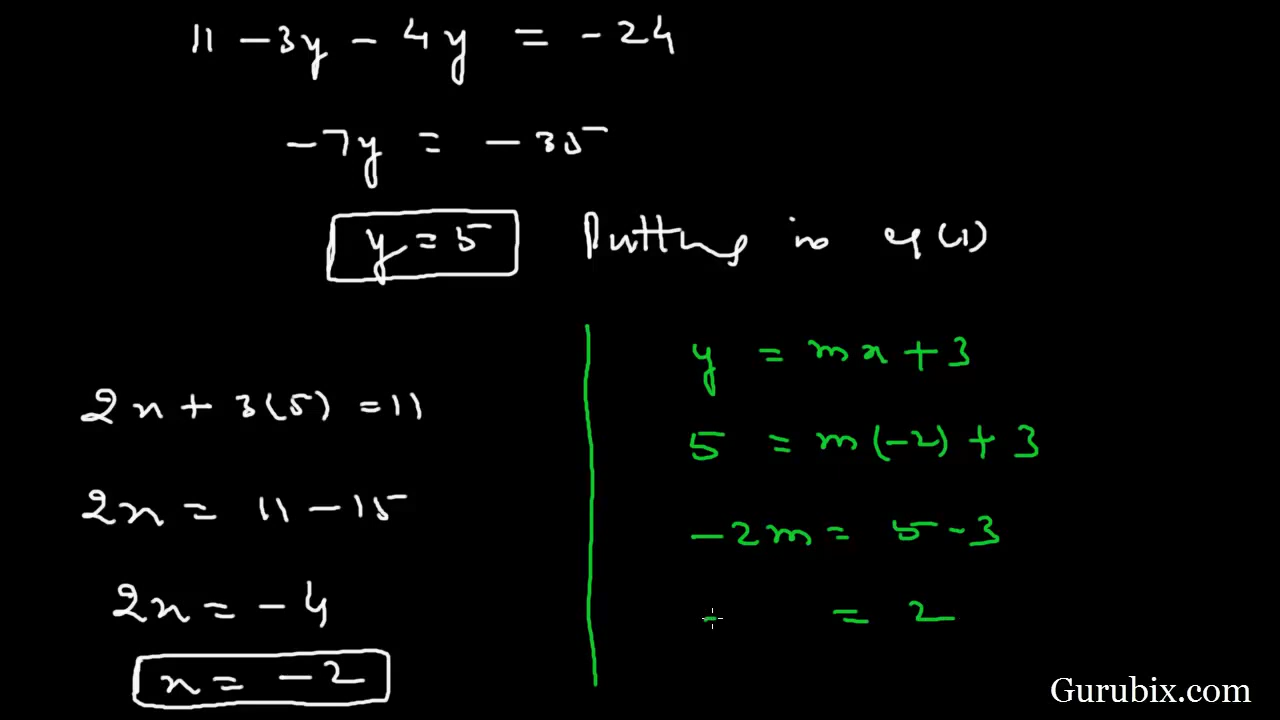 11 - 3y - 4y = - 24
- 7y = - 35
y = 5 Putting in eq (1)
2x + 3(5) = 11
2x = 11 - 15
2x = - 4
x = - 2
y = mx + 3
5 = m(-2) + 3
- 2m = 5 - 3
- = 2
Gurubix.com